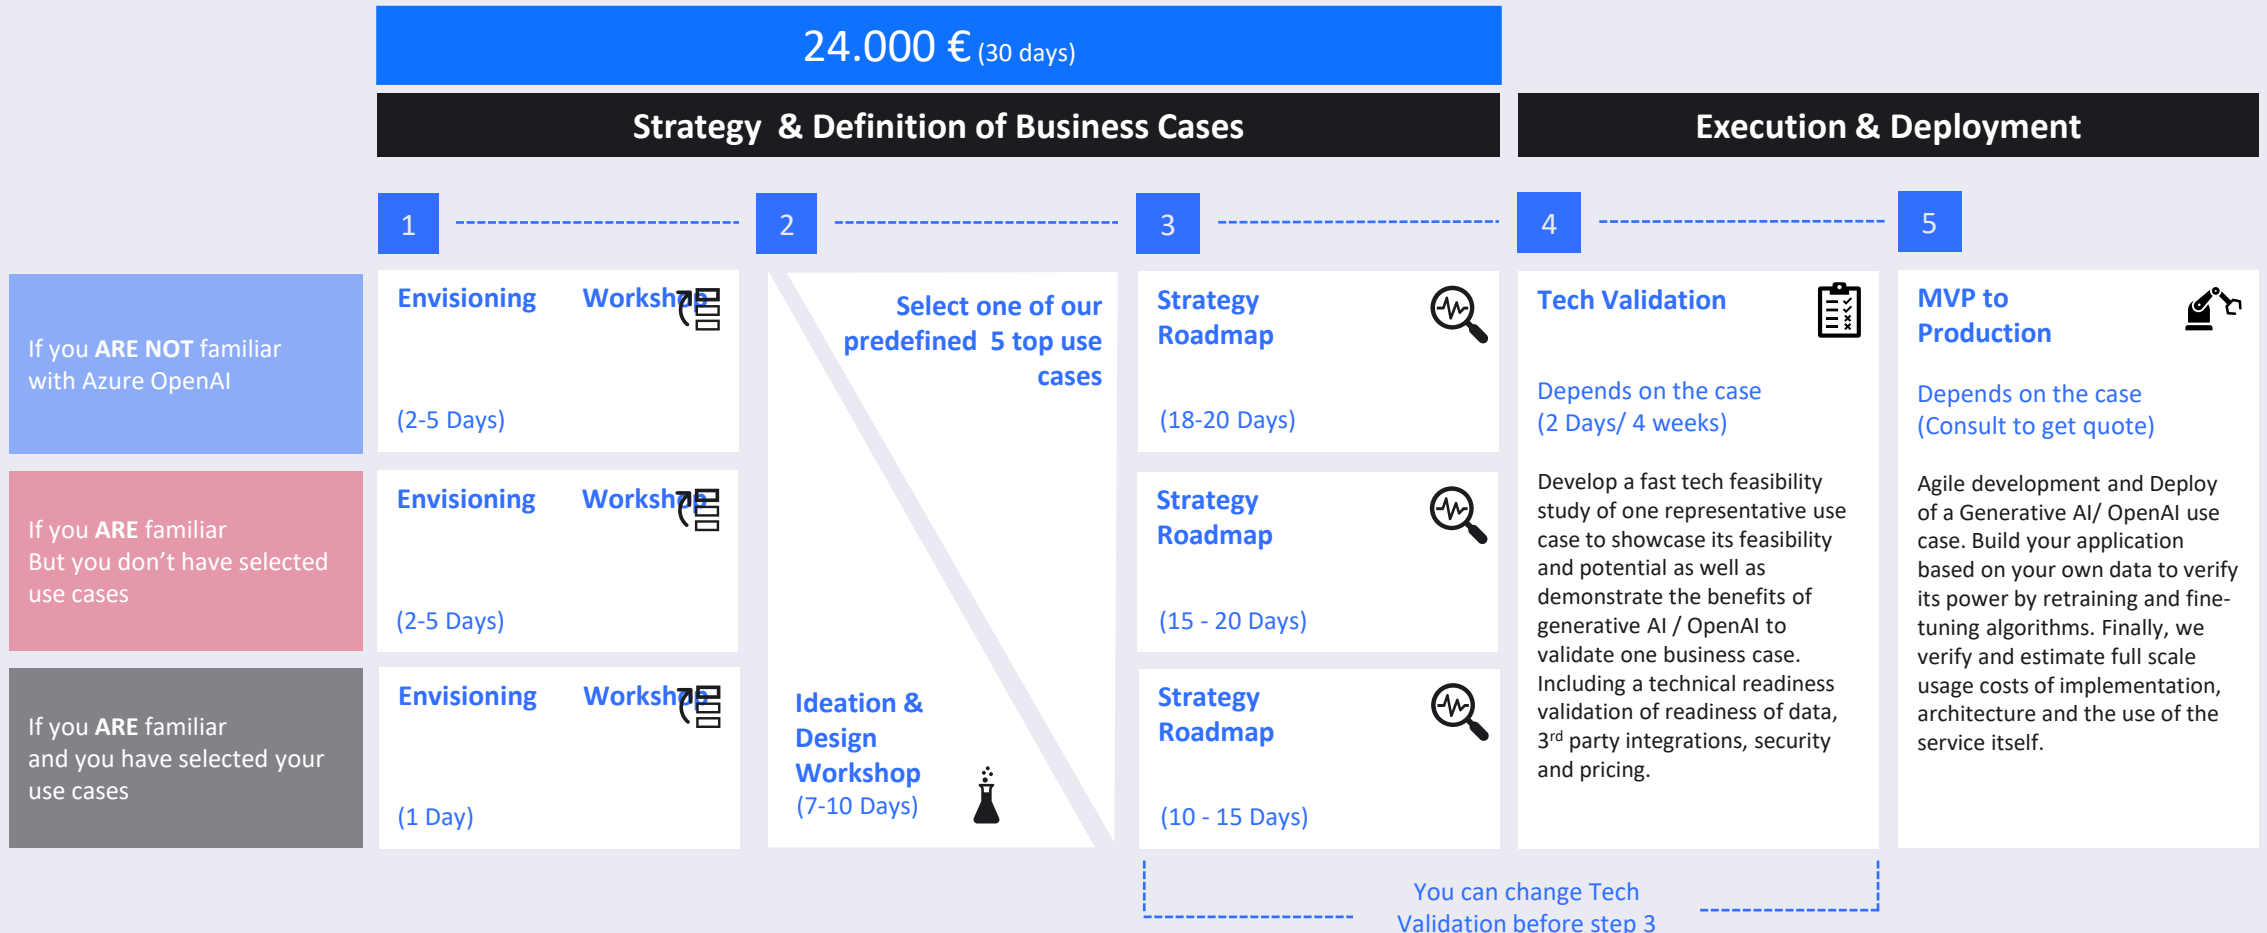 24.000 € (30 days)
Strategy & Definition of Business Cases
Execution & Deployment
1
2
3
4
5
If you ARE NOT familiar
with Azure OpenAI
Envisioning Workshop
(2-5 Days)
Select one of our
predefined 5 top use
cases
Strategy
Roadmap
(18-20 Days)
Tech Validation
Depends on the case
(2 Days/ 4 weeks)
Develop a fast tech feasibility
study of one representative use
case to showcase its feasibility
and potential as well as
demonstrate the benefits of
generative AI / OpenAI to
validate one business case.
Including a technical readiness
validation of readiness of data,
3rd party integrations, security
and pricing.
MVP to
Production
Depends on the case
(Consult to get quote)
Agile development and Deploy
of a Generative AI/ OpenAI use
case. Build your application
based on your own data to verify
its power by retraining and fine-
tuning algorithms. Finally, we
verify and estimate full scale
usage costs of implementation,
architecture and the use of the
service itself.
If you ARE familiar
But you don't have selected
use cases
Envisioning Workshop
(2-5 Days)
Strategy
Roadmap
(15 - 20 Days)
If you ARE familiar
and you have selected your
use cases
Envisioning Workshop
(1 Day)
Ideation &
Design
Workshop
(7-10 Days)
Strategy
Roadmap
(10 - 15 Days)
You can change Tech
Validation before step 3